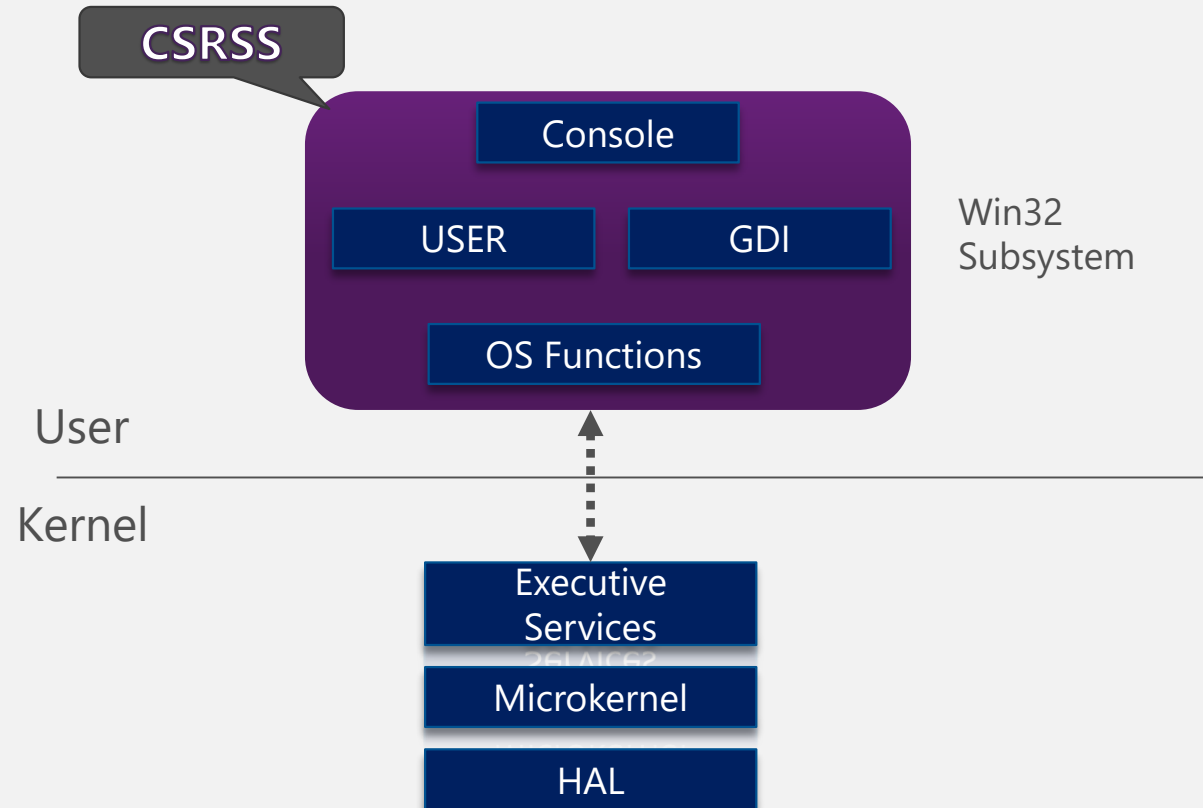 CSRSS
Console
USER
GDI
Win32
Subsystem
OS Functions
User
Kernel
Executive
Services
Microkernel
HAL